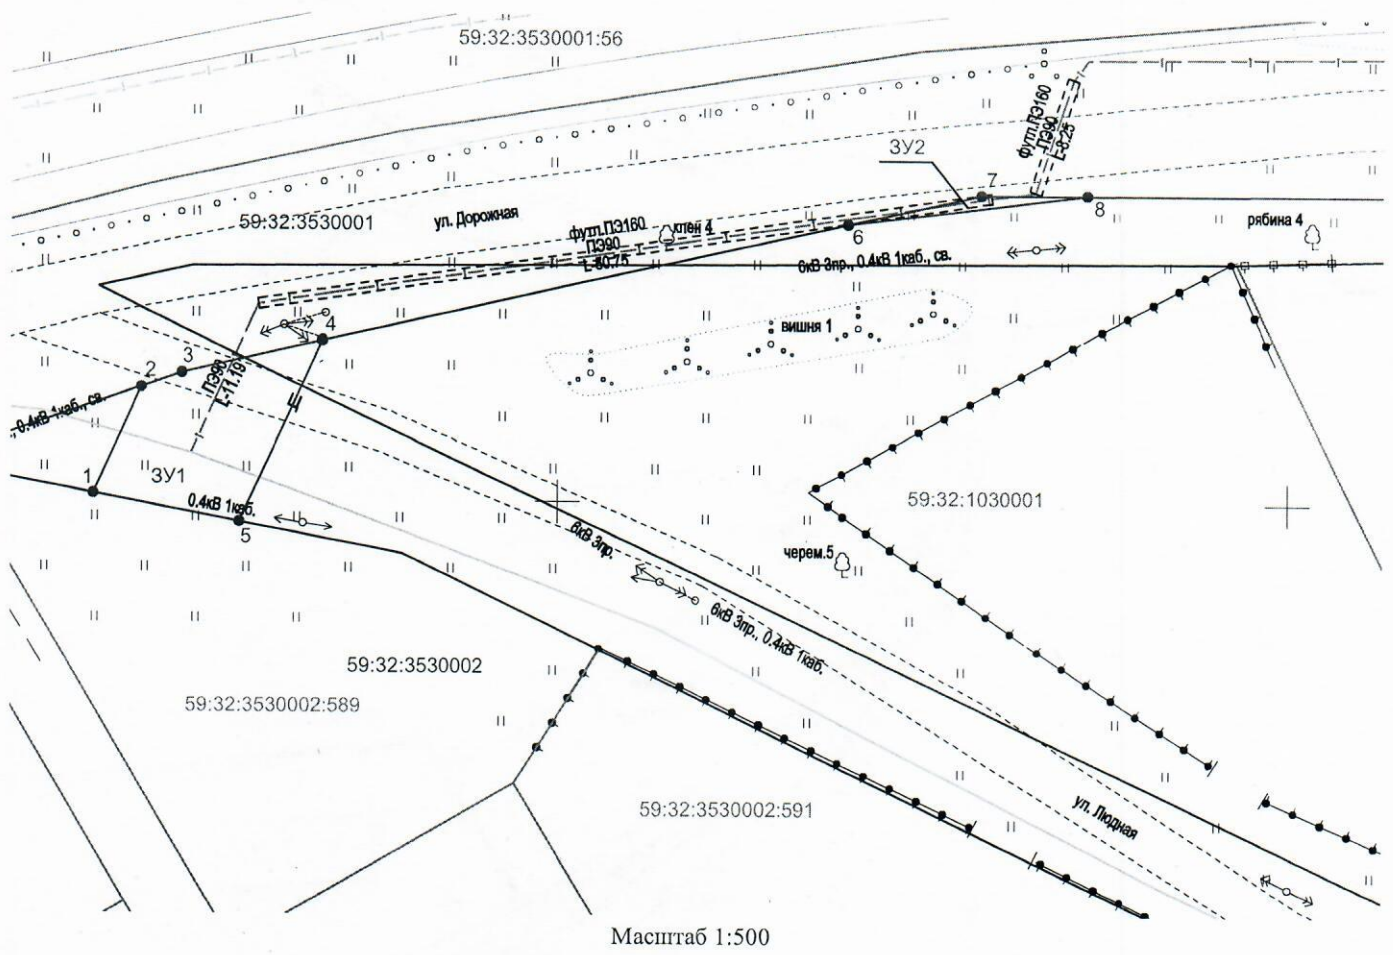 59:32:3530001:56
футл.ПЭ160
ПЭ90
L-8.25
ЗУ2
7
8
59:32:3530001
ул. Дорожная
футл.ПЭ160
ПЭ90
L-80.75
клен 4
6
рябина 4
6кВ 3пр., 0.4кВ 1каб., св.
вишня 1
4
3
2
ПЭ90
L-11.19
, 0.4кВ 1каб., св.
Щ
1
ЗУ1
0.4кВ 1каб.
5
59:32:1030001
6кВ 3пр.
черем.5
6кВ 3пр., 0.4кВ 1каб.
59:32:3530002
59:32:3530002:589
59:32:3530002:591
ул. Людная
Масштаб 1:500